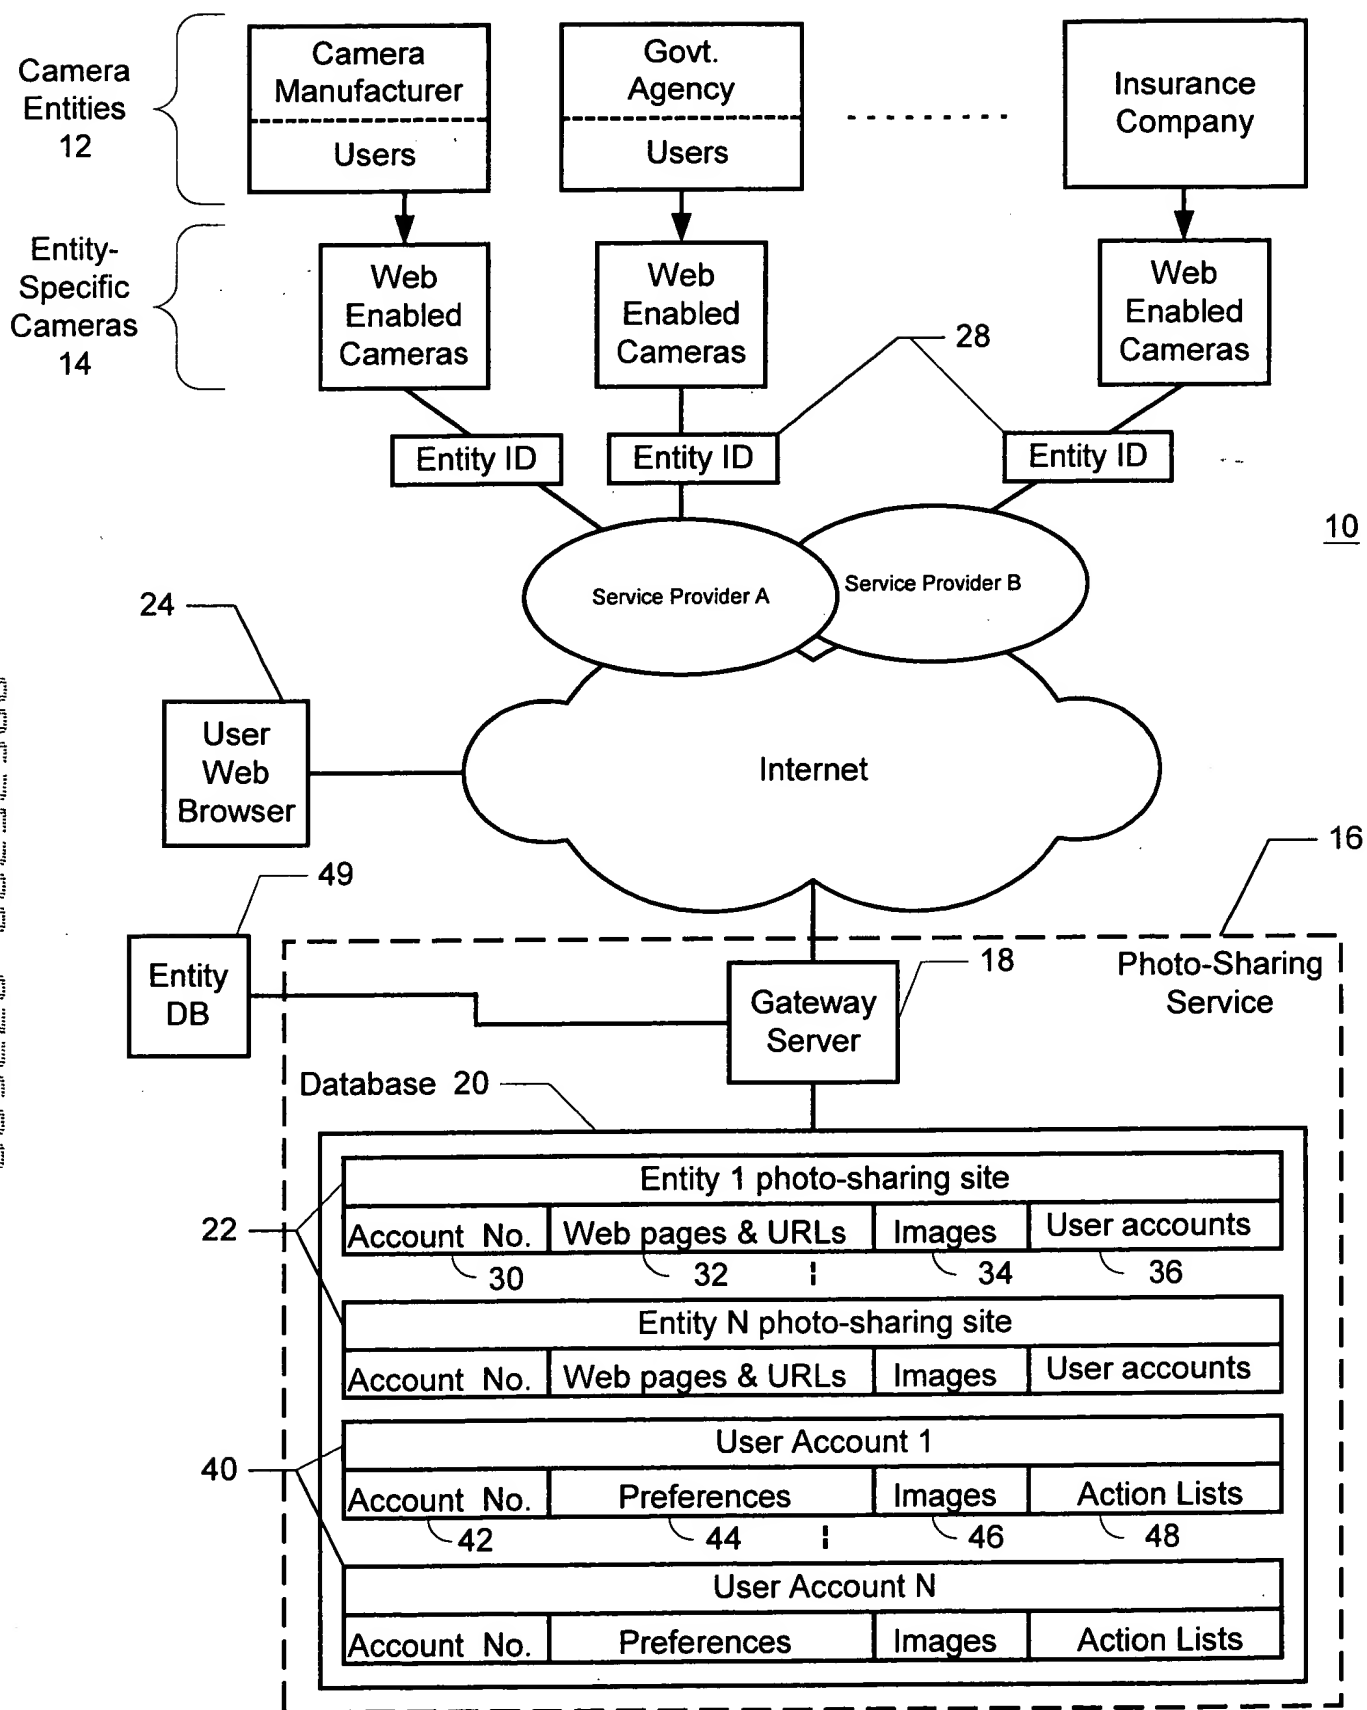 Camera
Entities
12
Camera
Manufacturer
Users
Govt.
Agency
Users
Insurance
Company
Entity-
Specific
Cameras
14
Web
Enabled
Cameras
Web
Enabled
Cameras
Web
Enabled
Cameras
28
Entity ID
Entity ID
Entity ID
10
Service Provider A
Service Provider B
24
User
Web
Browser
Internet
16
49
Entity
DB
18
Photo-Sharing
Service
Gateway
Server
Database 20
22
Entity 1 photo-sharing site
Account No. Web pages & URLs Images User accounts
30 32 34 36
Entity N photo-sharing site
Account No. Web pages & URLs Images User accounts
40
User Account 1
Account No. Preferences Images Action Lists
42 44 46 48
User Account N
Account No. Preferences Images Action Lists